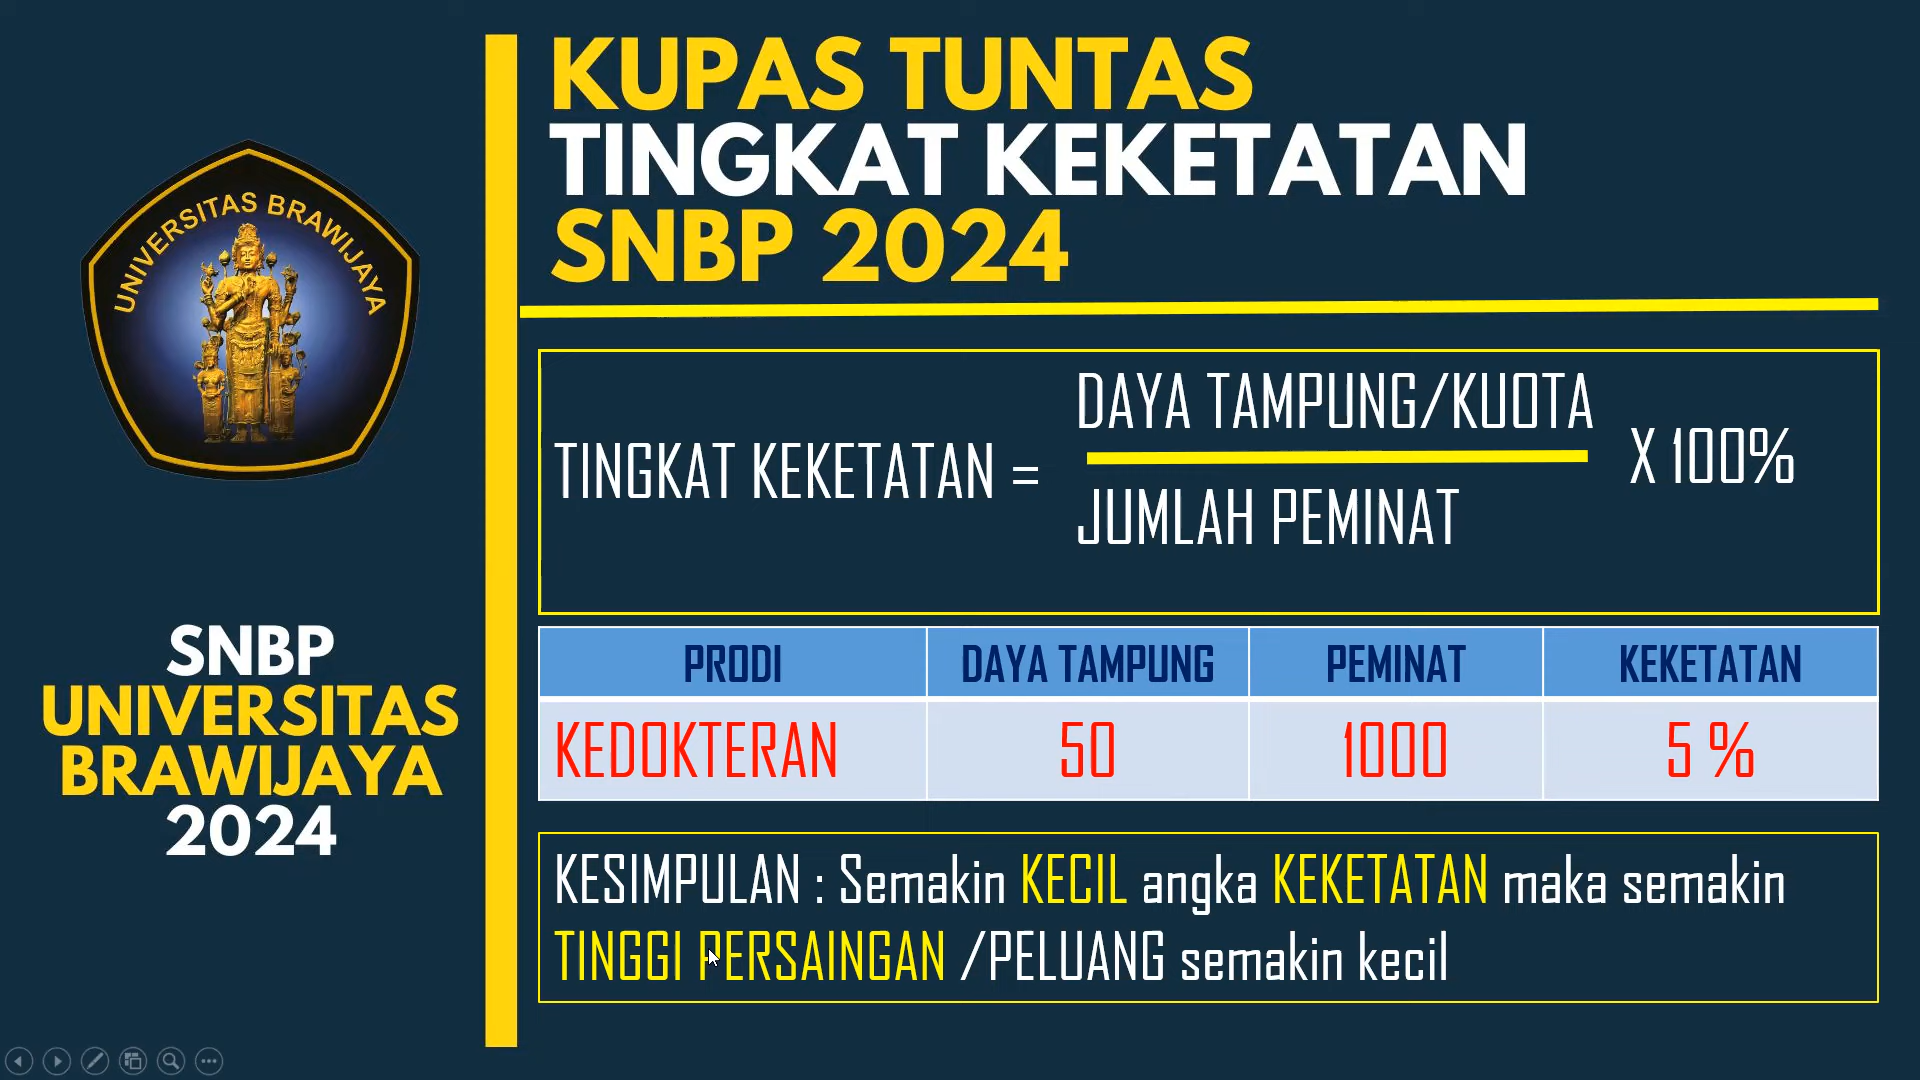 KUPAS TUNTAS
TINGKAT KEKETATAN
SNBP 2024
UNIVERSITAS BRAWIJAYA
SNBP
UNIVERSITAS
BRAWIJAYA
2024
TINGKAT KEKETATAN =
DAYA TAMPUNG/KUOTA
JUMLAH PEMINAT
X 100%
PRODI DAYA TAMPUNG PEMINAT KEKETATAN
KEDOKTERAN 50 1000 5 %
KESIMPULAN : Semakin KECIL angka KEKETATAN maka semakin
TINGGI PERSAINGAN /PELUANG semakin kecil